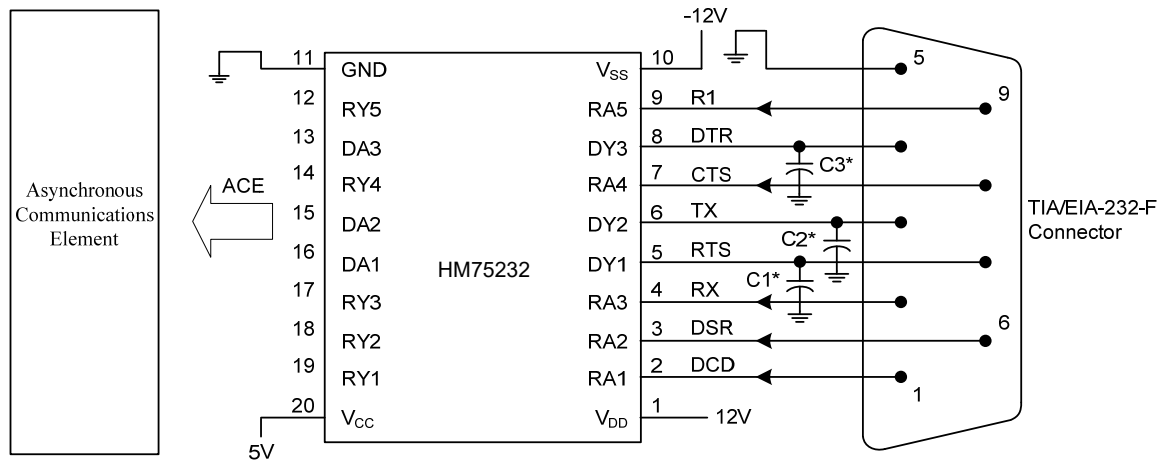 -12V
11 GND VSS 10 5
12 RY5 RA5 9 R1 9
13 DA3 DY3 8 DTR
C3*
14 RY4 RA4 7 CTS
ACE
Asynchronous
Communications
Element
15 DA2 DY2 6 TX
TIA/EIA-232-F
Connector
C2*
16 DA1 DY1 5 RTS
HM75232
C1*
17 RY3 RA3 4 RX
18 RY2 RA2 3 DSR 6
19 RY1 RA1 2 DCD
1
20 VCC VDD 1 12V
5V